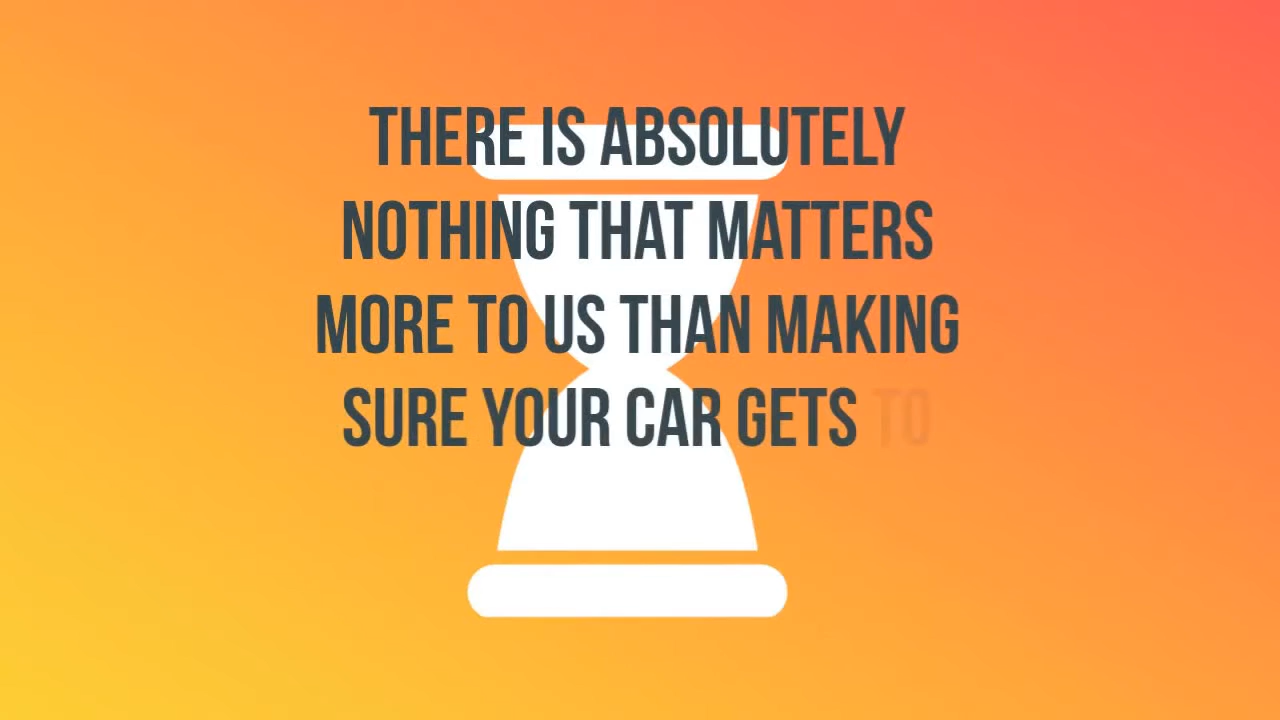 THERE IS ABSOLUTELY
NOTHING THAT MATTERS
MORE TO US THAN MAKING
SURE YOUR CAR GETS TO